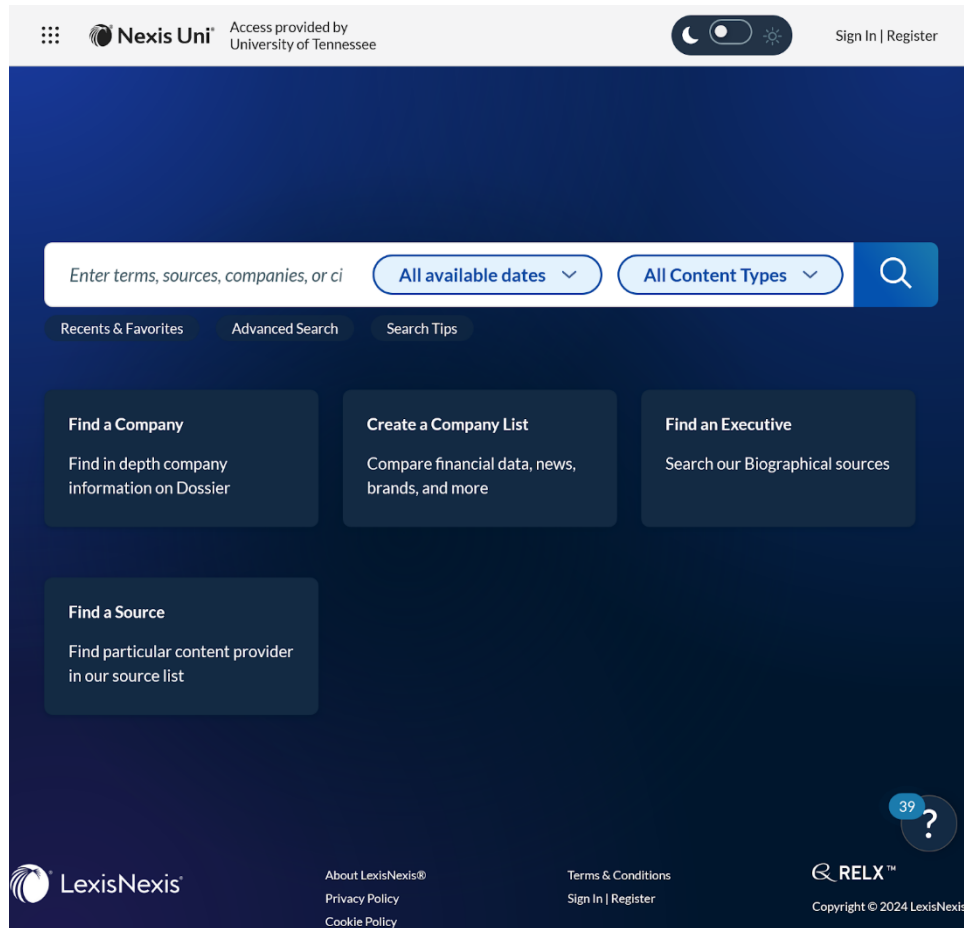 Nexis Uni®
Access provided by
University of Tennessee
Sign In | Register
Enter terms, sources, companies, or ci
All available dates
All Content Types
Recents & Favorites
Advanced Search
Search Tips
Find a Company
Find in depth company
information on Dossier
Create a Company List
Compare financial data, news,
brands, and more
Find an Executive
Search our Biographical sources
Find a Source
Find particular content provider
in our source list
39
?
LexisNexis®
About LexisNexis®
Privacy Policy
Cookie Policy
Terms & Conditions
Sign In | Register
RELX™
Copyright © 2024 LexisNexis